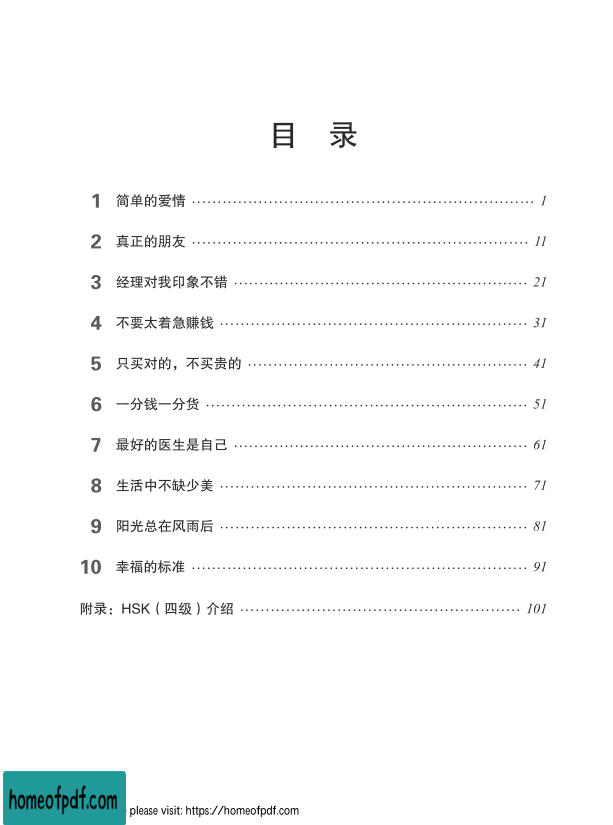 目 录
1 简单的爱情 1
2 真正的朋友 11
3 经理对我印象不错 21
4 不要太着急赚钱 31
5 只买对的，不买贵的 41
6 一分钱一分货 51
7 最好的医生是自己 61
8 生活中不缺少美 71
9 阳光总在风雨后 81
10 幸福的标准 91
附录：HSK（四级）介绍 101
homeofpdf.com
please visit: https://homeofpdf.com